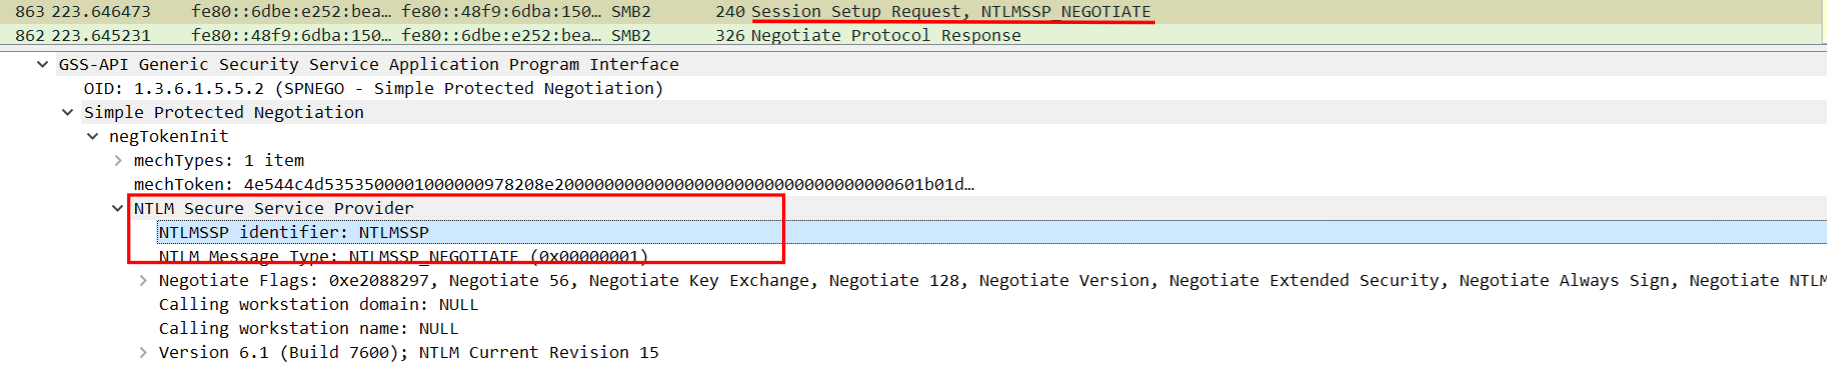 863 223.646473 fe80::6dbe:e252:bea… fe80::48f9:6dba:150… SMB2 240 Session Setup Request, NTLMSSP_NEGOTIATE
862 223.645231 fe80::48f9:6dba:150… fe80::6dbe:e252:bea… SMB2 326 Negotiate Protocol Response
GSS-API Generic Security Service Application Program Interface
OID: 1.3.6.1.5.5.2 (SPNEGO - Simple Protected Negotiation)
Simple Protected Negotiation
negTokenInit
mechTypes: 1 item
mechToken: 4e544c4d5353500001000000978208e2000000000000000000000000000000000601b01d…
NTLM Secure Service Provider
NTLMSSP identifier: NTLMSSP
NTLM Message Type: NTLMSSP_NEGOTIATE (0x00000001)
Negotiate Flags: 0xe2088297, Negotiate 56, Negotiate Key Exchange, Negotiate 128, Negotiate Version, Negotiate Extended Security, Negotiate Always Sign, Negotiate NTLM
Calling workstation domain: NULL
Calling workstation name: NULL
Version 6.1 (Build 7600); NTLM Current Revision 15